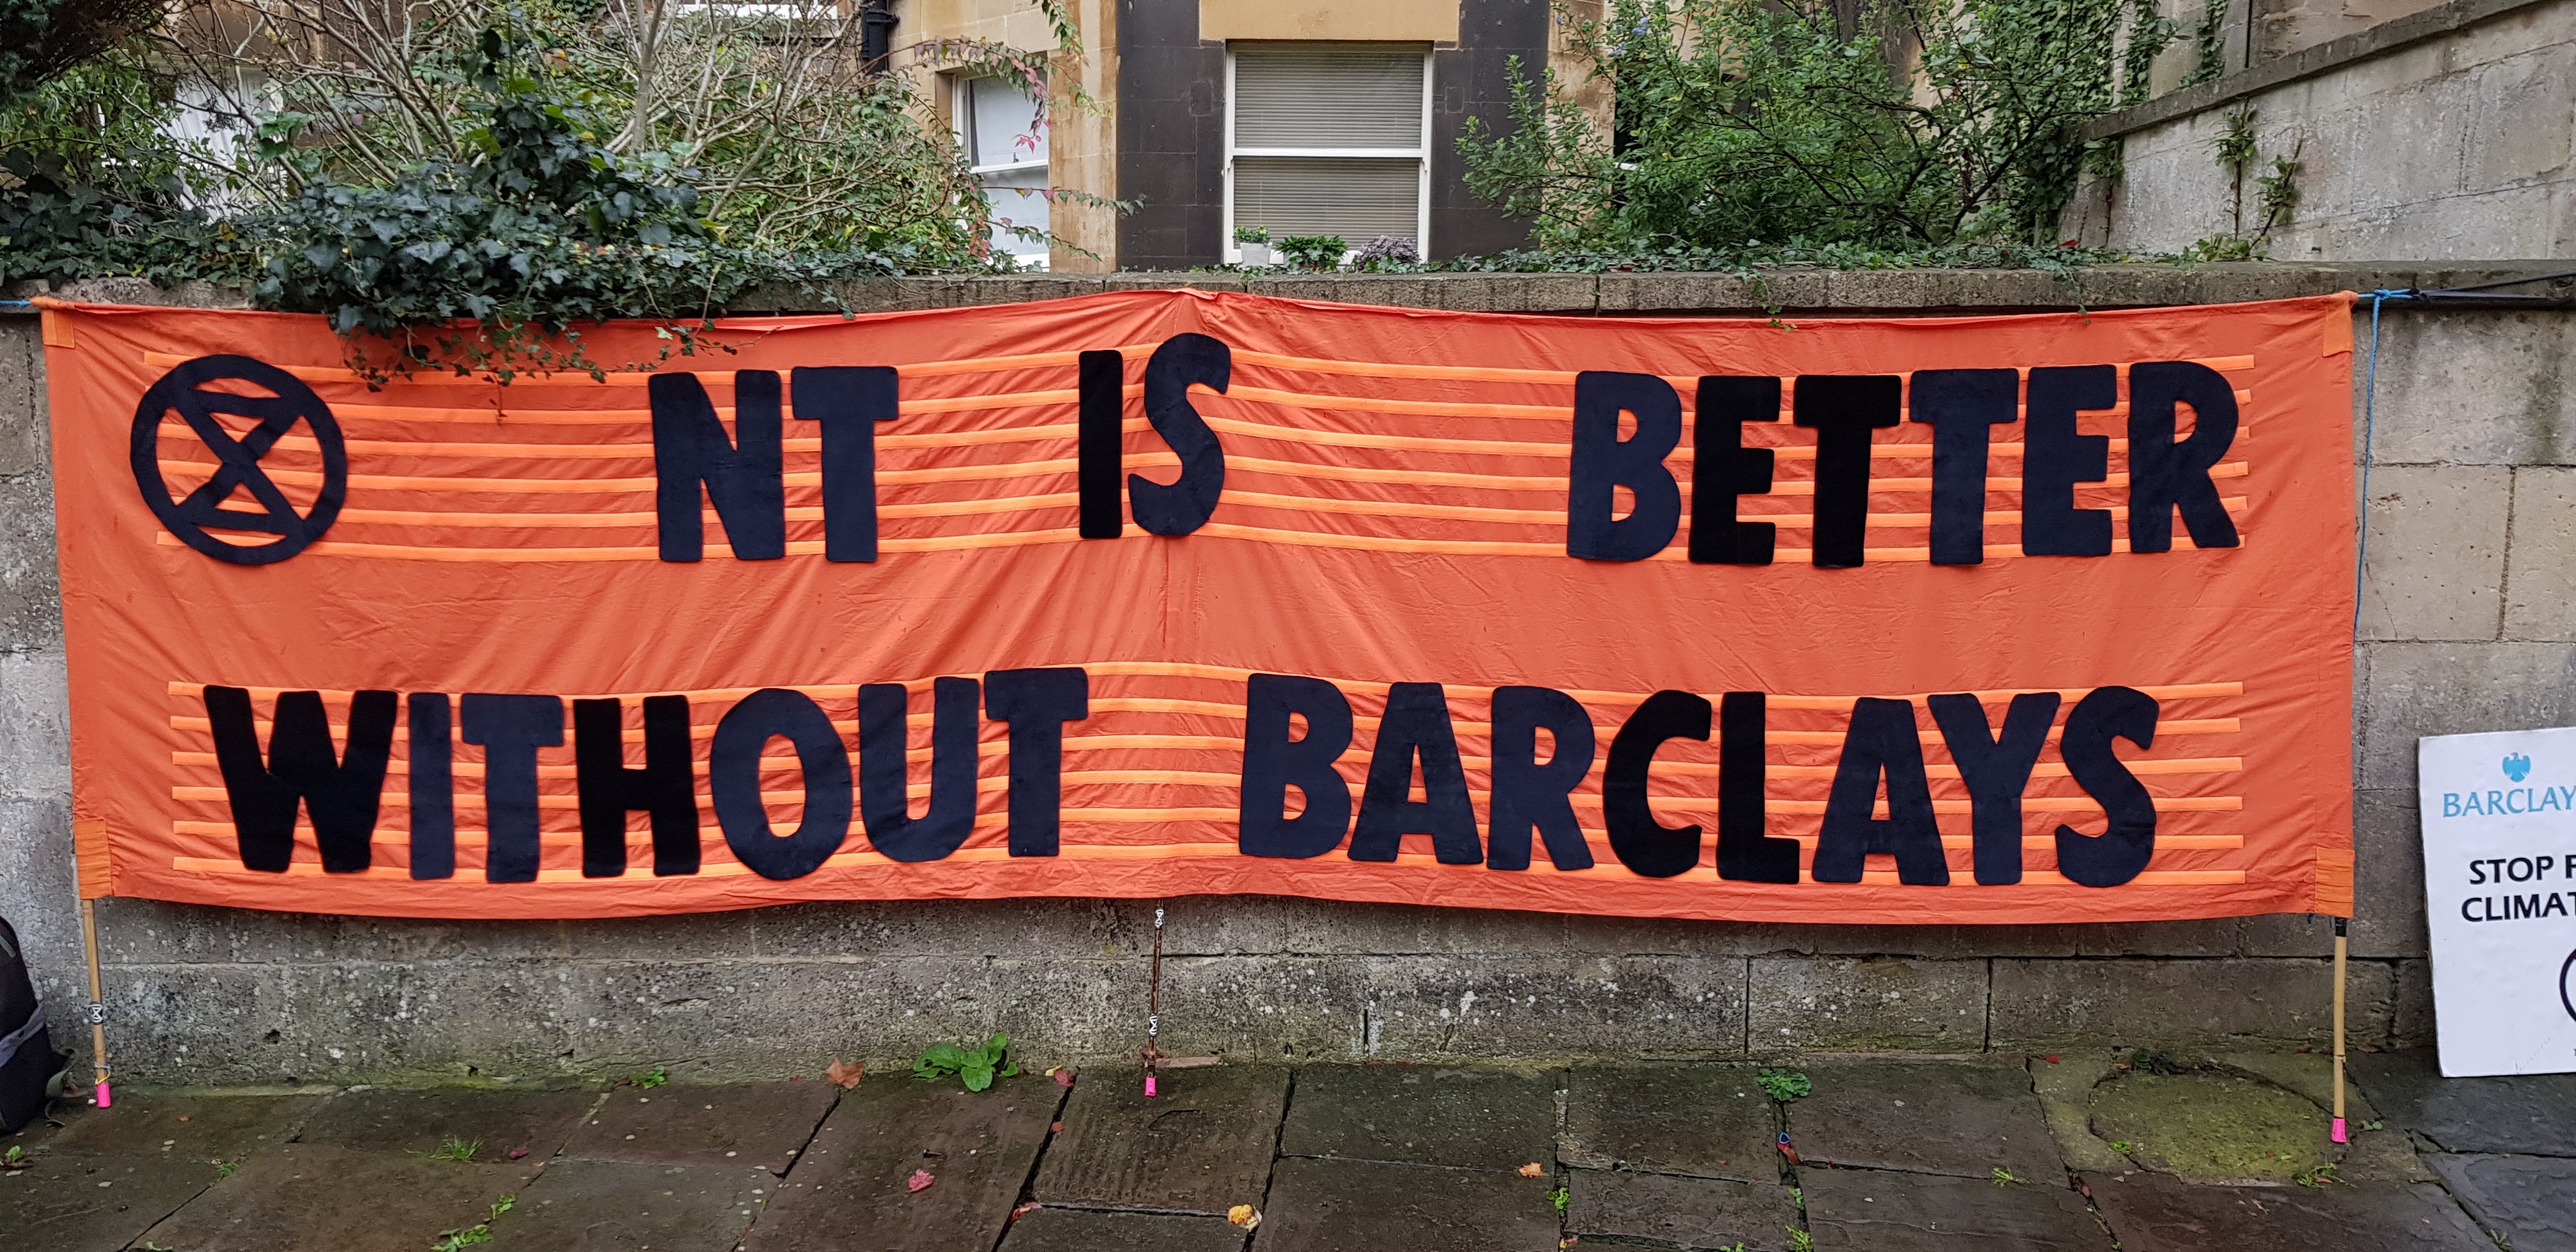 NT IS BETTER
WITHOUT BARCLAYS
BARCLAY
STOP F
CLIMAT